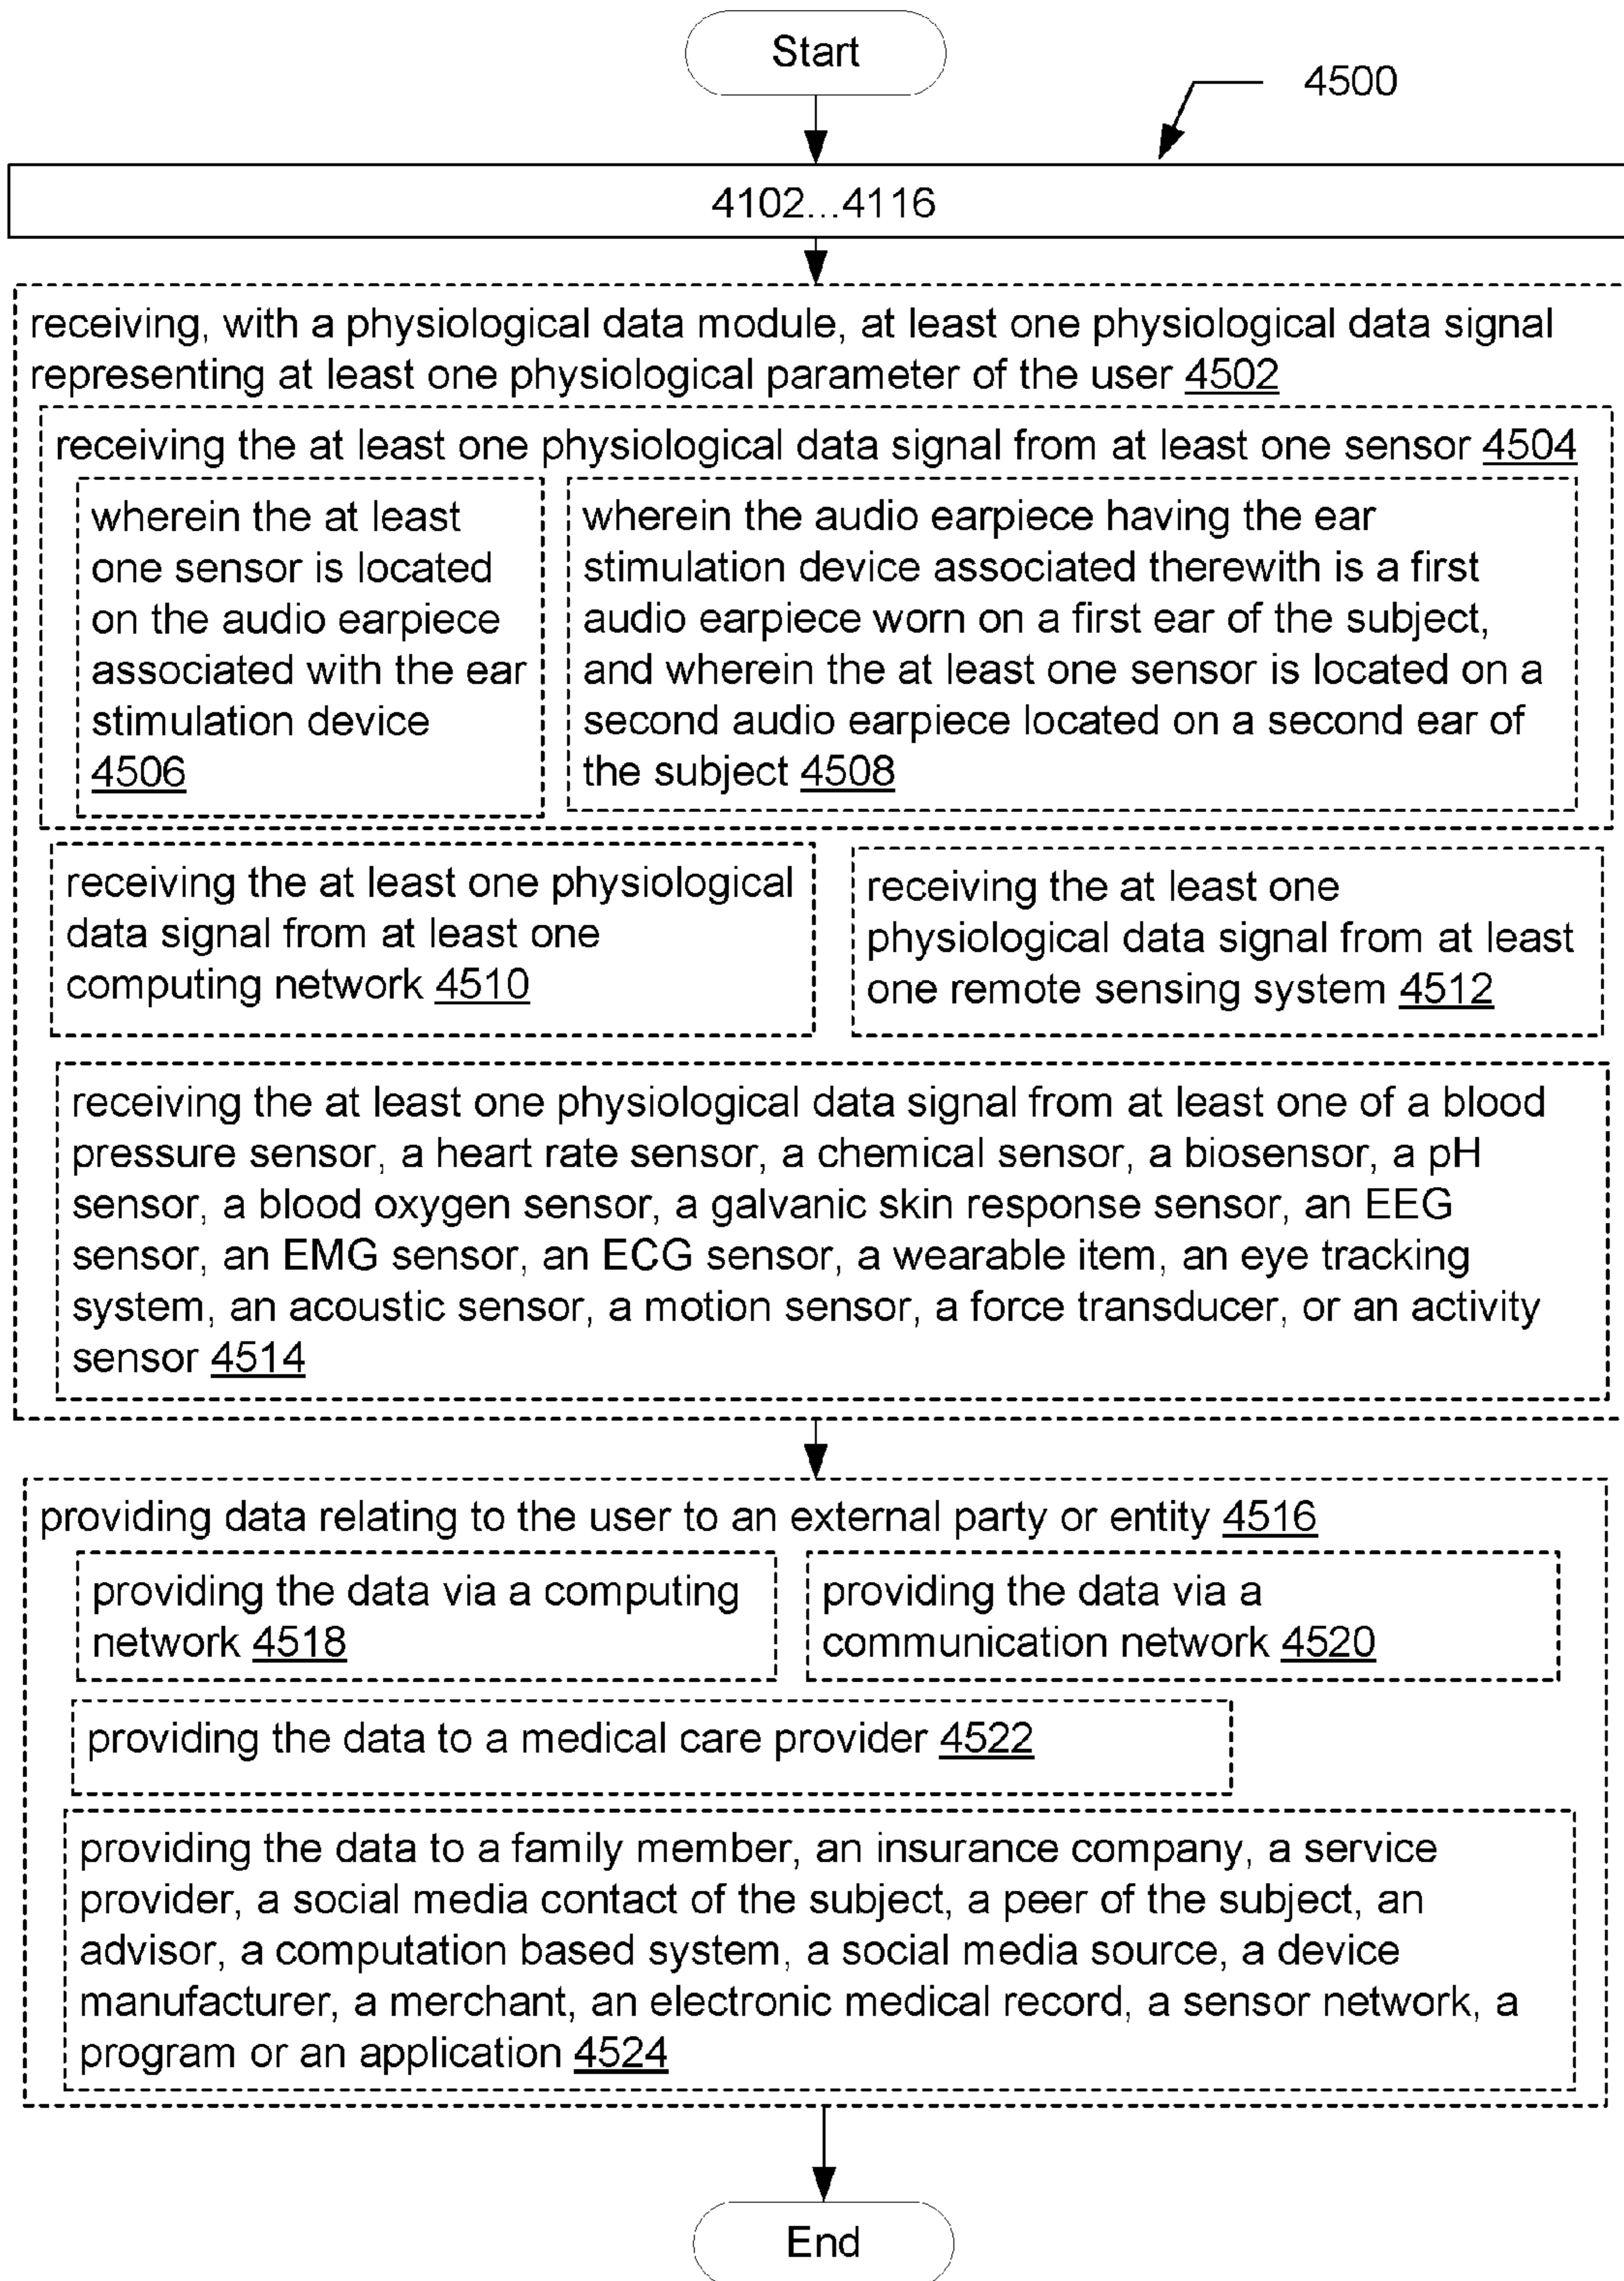 Start
4500
4102...4116
receiving, with a physiological data module, at least one physiological data signal
representing at least one physiological parameter of the user 4502
receiving the at least one physiological data signal from at least one sensor 4504
wherein the at least
one sensor is located
on the audio earpiece
associated with the ear
stimulation device
4506
wherein the audio earpiece having the ear
stimulation device associated therewith is a first
audio earpiece worn on a first ear of the subject,
and wherein the at least one sensor is located on a
second audio earpiece located on a second ear of
the subject 4508
receiving the at least one physiological
data signal from at least one
computing network 4510
receiving the at least one
physiological data signal from at least
one remote sensing system 4512
receiving the at least one physiological data signal from at least one of a blood
pressure sensor, a heart rate sensor, a chemical sensor, a biosensor, a pH
sensor, a blood oxygen sensor, a galvanic skin response sensor, an EEG
sensor, an EMG sensor, an ECG sensor, a wearable item, an eye tracking
system, an acoustic sensor, a motion sensor, a force transducer, or an activity
sensor 4514
providing data relating to the user to an external party or entity 4516
providing the data via a computing
network 4518
providing the data via a
communication network 4520
providing the data to a medical care provider 4522
providing the data to a family member, an insurance company, a service
provider, a social media contact of the subject, a peer of the subject, an
advisor, a computation based system, a social media source, a device
manufacturer, a merchant, an electronic medical record, a sensor network, a
program or an application 4524
End